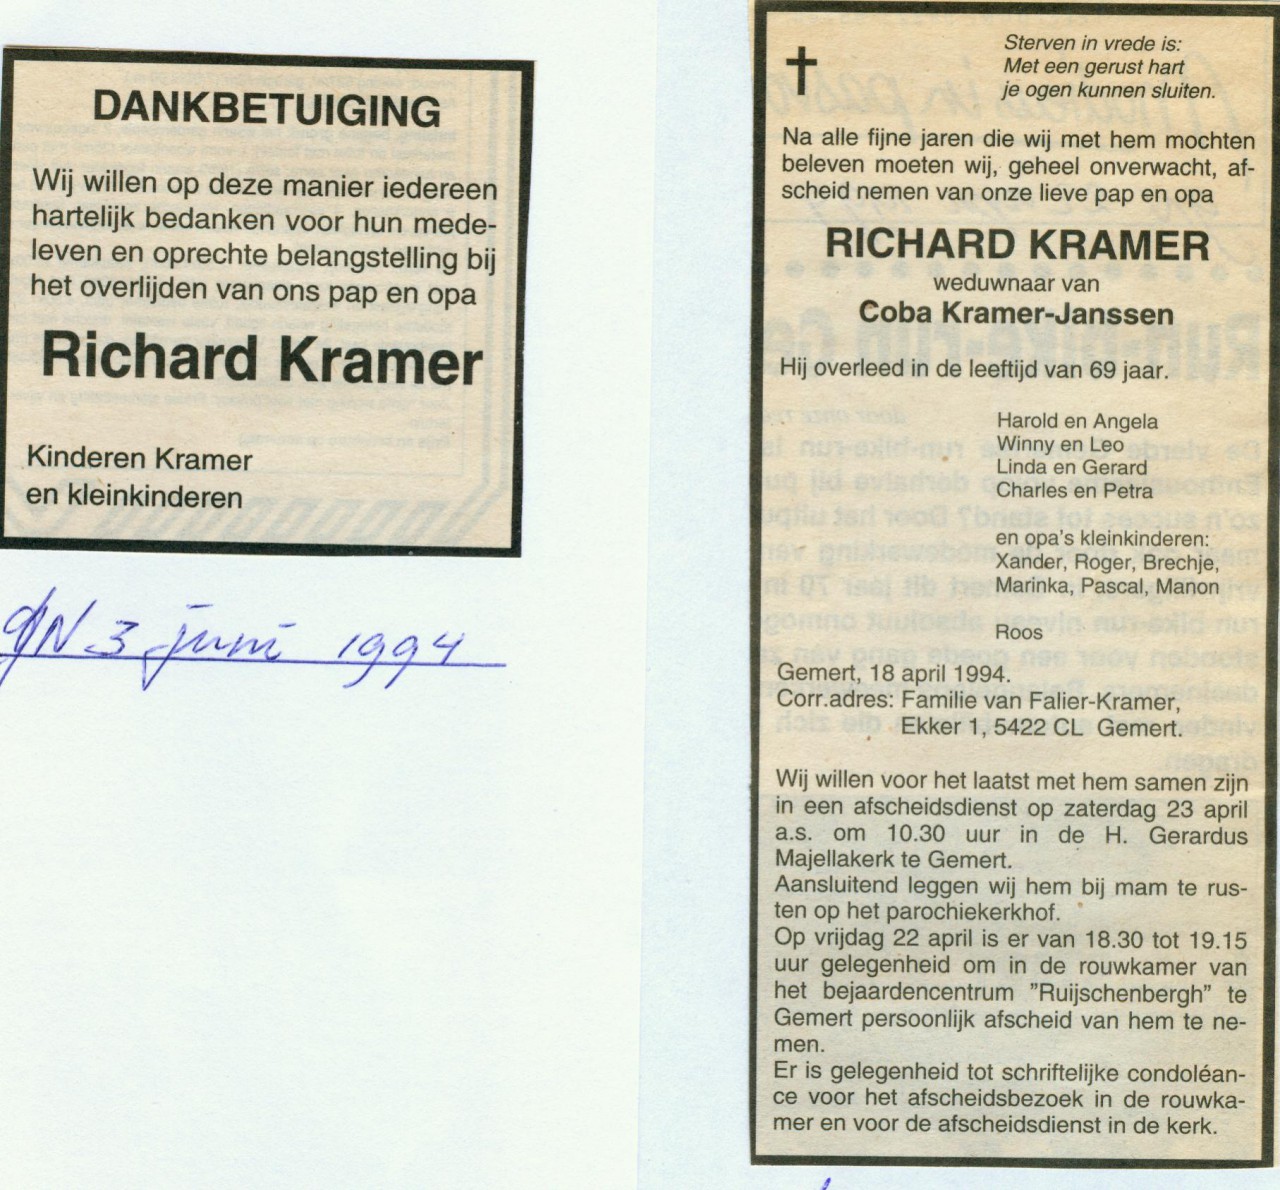 DANKBETUIGING
Wij willen op deze manier iedereen
hartelijk bedanken voor hun mede-
leven en oprechte belangstelling bij
het overlijden van ons pap en opa
Richard Kramer
Kinderen Kramer
en kleinkinderen
GN 3 juni 1994
Sterven in vrede is:
Met een gerust hart
je ogen kunnen sluiten.
Na alle fijne jaren die wij met hem mochten
beleven moeten wij, geheel onverwacht, af-
scheid nemen van onze lieve pap en opa
RICHARD KRAMER
weduwnaar van
Coba Kramer-Janssen
Hij overleed in de leeftijd van 69 jaar.
Harold en Angela
Winny en Leo
Linda en Gerard
Charles en Petra
en opa's kleinkinderen:
Xander, Roger, Brechje,
Marinka, Pascal, Manon
Roos
Gemert, 18 april 1994.
Corr.adres: Familie van Falier-Kramer,
Ekker 1, 5422 CL Gemert.
Wij willen voor het laatst met hem samen zijn
in een afscheidsdienst op zaterdag 23 april
a.s. om 10.30 uur in de H. Gerardus
Majellakerk te Gemert.
Aansluitend leggen wij hem bij mam te rus-
ten op het parochiekerkhof.
Op vrijdag 22 april is er van 18.30 tot 19.15
uur gelegenheid om in de rouwkamer van
het bejaardencentrum ”Ruijschenbergh” te
Gemert persoonlijk afscheid van hem te ne-
men.
Er is gelegenheid tot schriftelijke condoléan-
ce voor het afscheidsbezoek in de rouwka-
mer en voor de afscheidsdienst in de kerk.